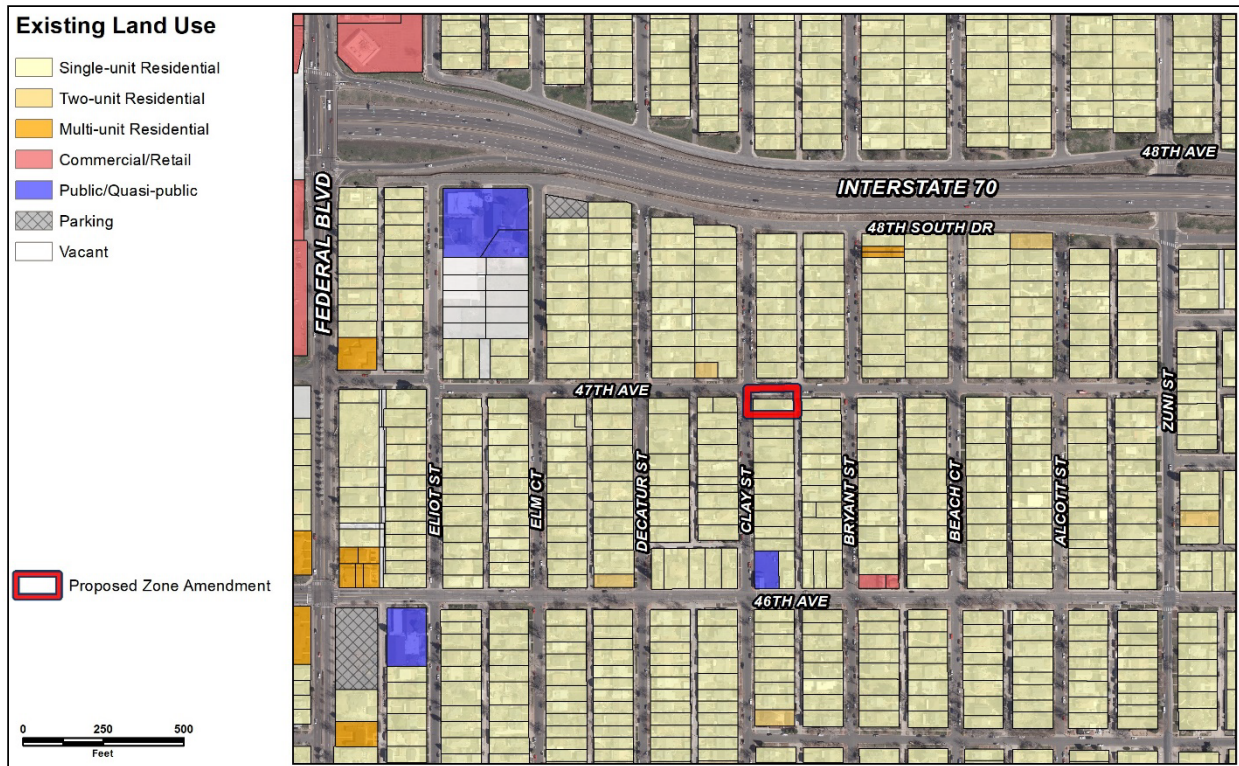 Existing Land Use
Single-unit Residential
Two-unit Residential
Multi-unit Residential
Commercial/Retail
Public/Quasi-public
Parking
Vacant
Proposed Zone Amendment
0 250 500
Feet
48TH AVE
INTERSTATE 70
48TH SOUTH DR
FEDERAL BLVD
47TH AVE
ZUNI ST
ELIOT ST
ELM CT
DECATUR ST
CLAY ST
BRYANT ST
BEACH CT
ALCOTT ST
46TH AVE